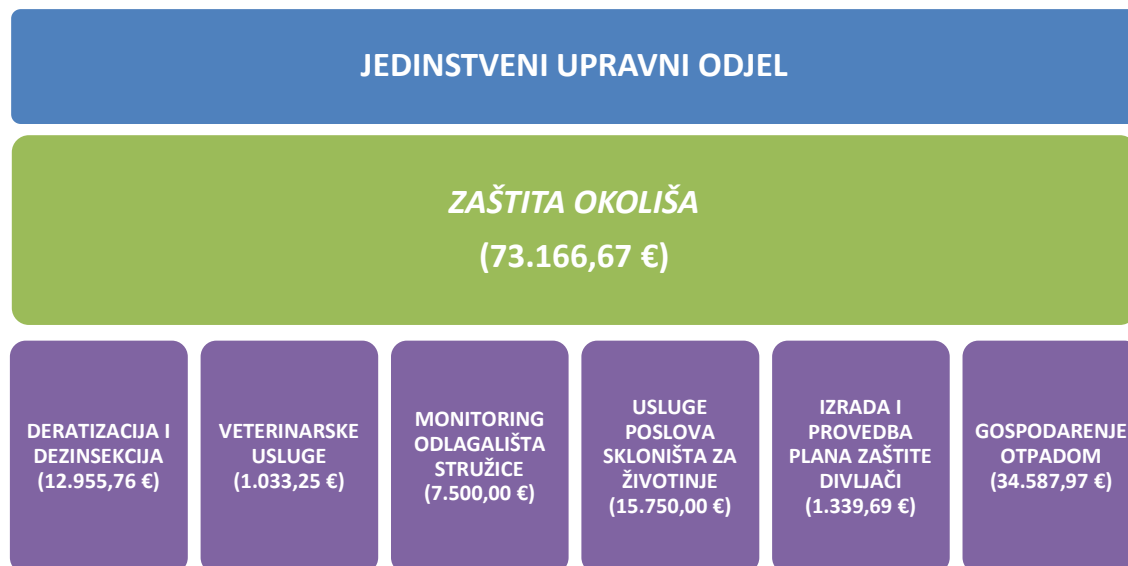 JEDINSTVENI UPRAVNI ODJEL
ZAŠTITA OKOLIŠA
(73.166,67 €)
DERATIZACIJA I
DEZINSEKCIJA
(12.955,76 €)
VETERINARSKE
USLUGE
(1.033,25 €)
MONITORING
ODLAGALIŠTA
STRUŽICE
(7.500,00 €)
USLUGE
POSLOVA
SKLONIŠTA ZA
ŽIVOTINJE
(15.750,00 €)
IZRADA I
PROVEDBA
PLANA ZAŠTITE
DIVLJAČI
(1.339,69 €)
GOSPODARENJE
OTPADOM
(34.587,97 €)